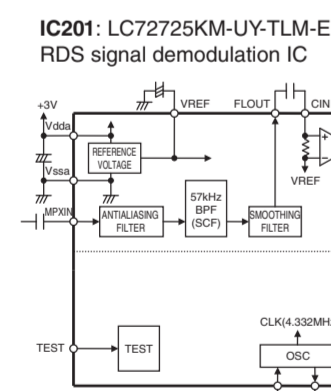 IC201: LC72725KM-UY-TLM-E
RDS signal demodulation IC
+3V
VREF
FLOUT
CIN
Vdda
REFERENCE
VOLTAGE
+
−
Vssa
VREF
MPXIN
ANTIALIASING
FILTER
57kHz
BPF
(SCF)
SMOOTHING
FILTER
CLK(4.332MH
TEST
TEST
OSC